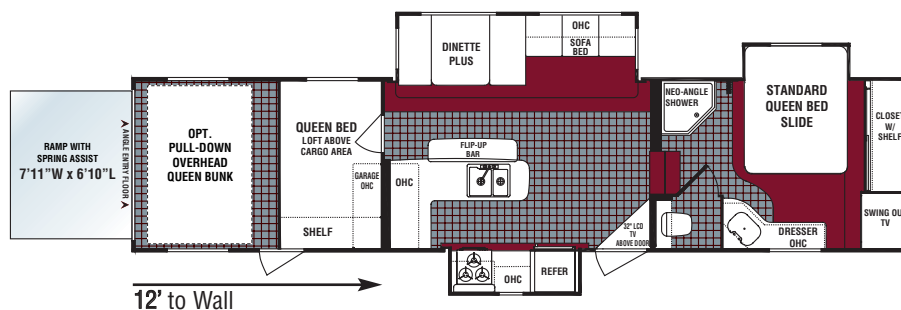 RAMP WITH
SPRING ASSIST
7'11"W x 6'10"L
ANGLE ENTRY FLOOR
OPT.
PULL-DOWN
OVERHEAD
QUEEN BUNK
QUEEN BED
LOFT ABOVE
CARGO AREA
GARAGE
OHC
SHELF
DINETTE
PLUS
OHC
SOFA
BED
FLIP-UP
BAR
OHC
OHC
REFER
32" LCD
TV
ABOVE DOOR
NEO-ANGLE
SHOWER
STANDARD
QUEEN BED
SLIDE
CLOSET
W/
SHELF
SWING OUT
TV
DRESSER
OHC
12' to Wall